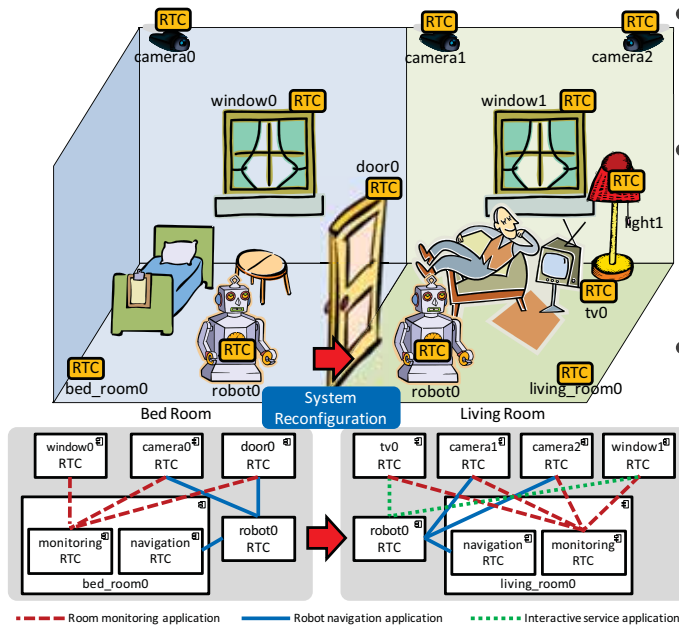 RTC
RTC
RTC
camera0
camera1
camera2
window0 RTC
window1 RTC
door0
RTC
RTC
light1
RTC
tv0
RTC
RTC
RTC
RTC
bed_room0
robot0
robot0
living_room0
Bed Room
System
Reconfiguration
Living Room
window0
RTC
camera0
RTC
door0
RTC
tv0
RTC
camera1
RTC
camera2
RTC
window1
RTC
monitoring
RTC
navigation
RTC
robot0
RTC
bed_room0
robot0
RTC
navigation
RTC
monitoring
RTC
living_room0
Room monitoring application
Robot navigation application
Interactive service application